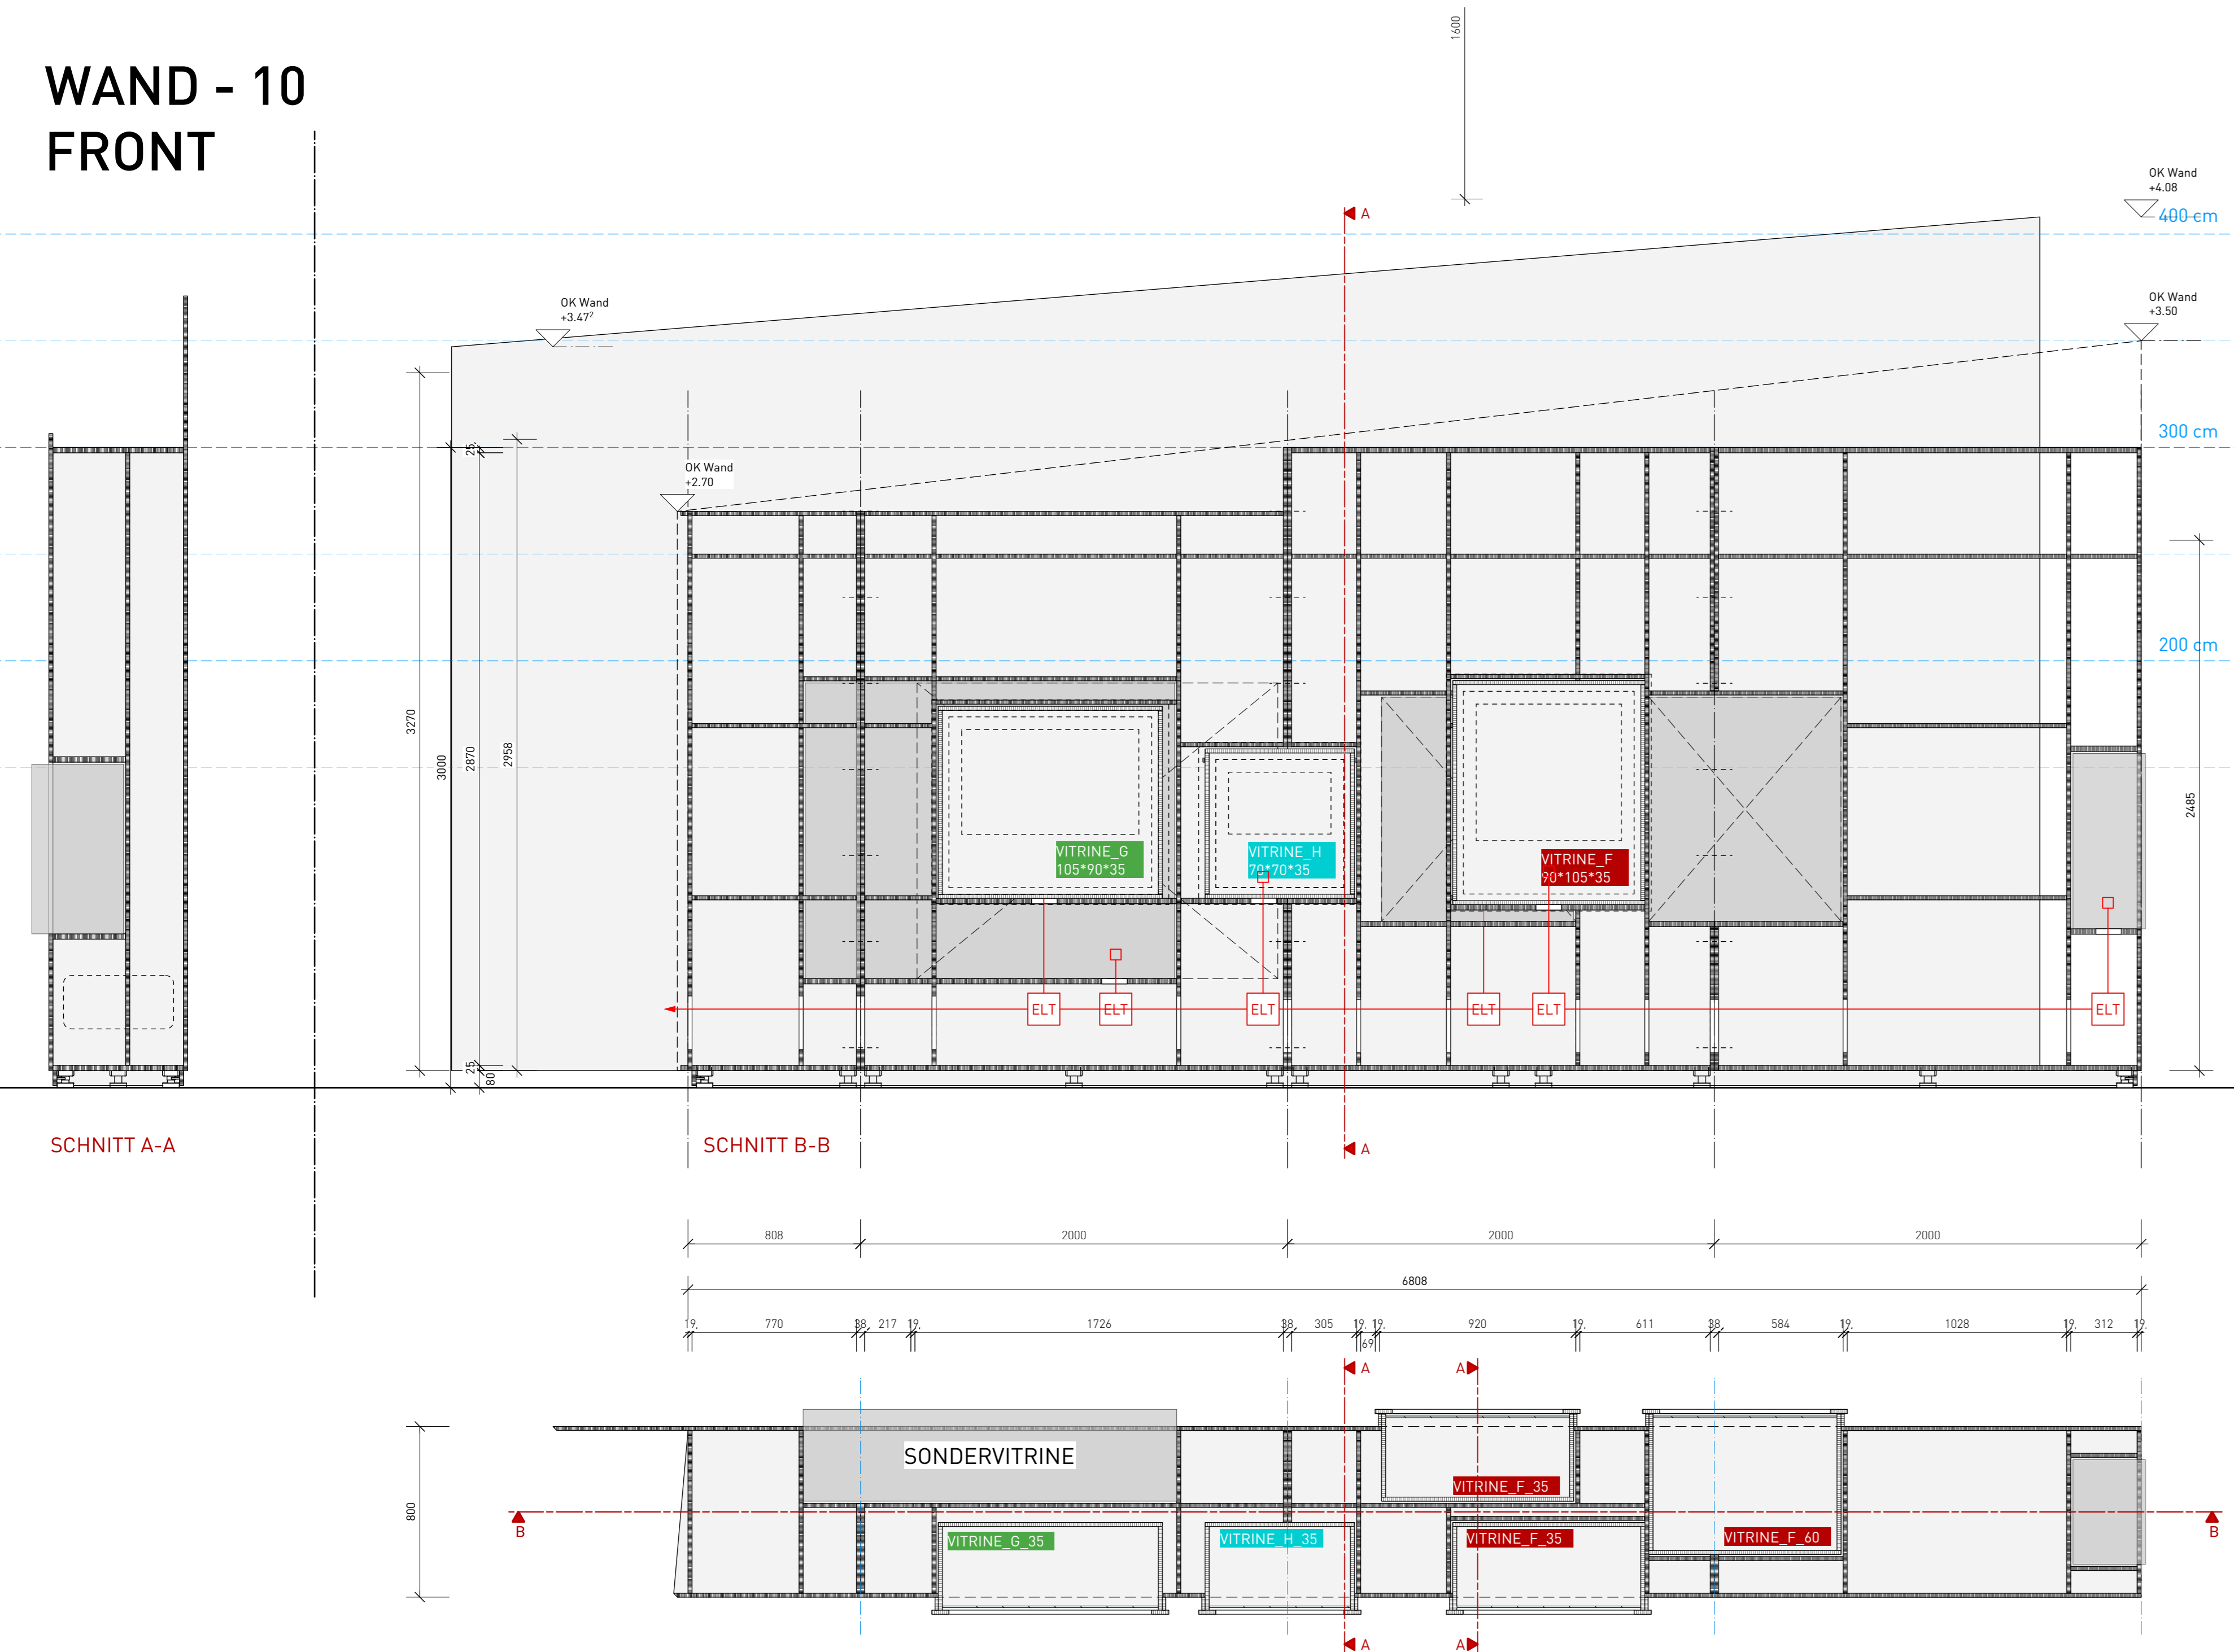 WAND - 10
FRONT
1600
OK Wand
+4.08
400 cm
A
OK Wand
+3.47²
OK Wand
+3.50
300 cm
25,
OK Wand
+2.70
200 cm
33270
3000
2870
2958
2485
VITRINE_G
105*90*35
VITRINE_H
70*70*35
VITRINE_F
90*105*35
ELT
ELT
ELT
ELT
ELT
ELT
25,
80
SCHNITT A-A
SCHNITT B-B
A
808
2000
2000
2000
6808
19,
770
38,
217
19,
1726
38,
305
19,
19,
920
19,
611
38,
584
19,
1028
19,
312
19,
69
A
A
SONDERVITRINE
VITRINE_F_35
800
B
B
VITRINE_G_35
VITRINE_H_35
VITRINE_F_35
VITRINE_F_60
A
A